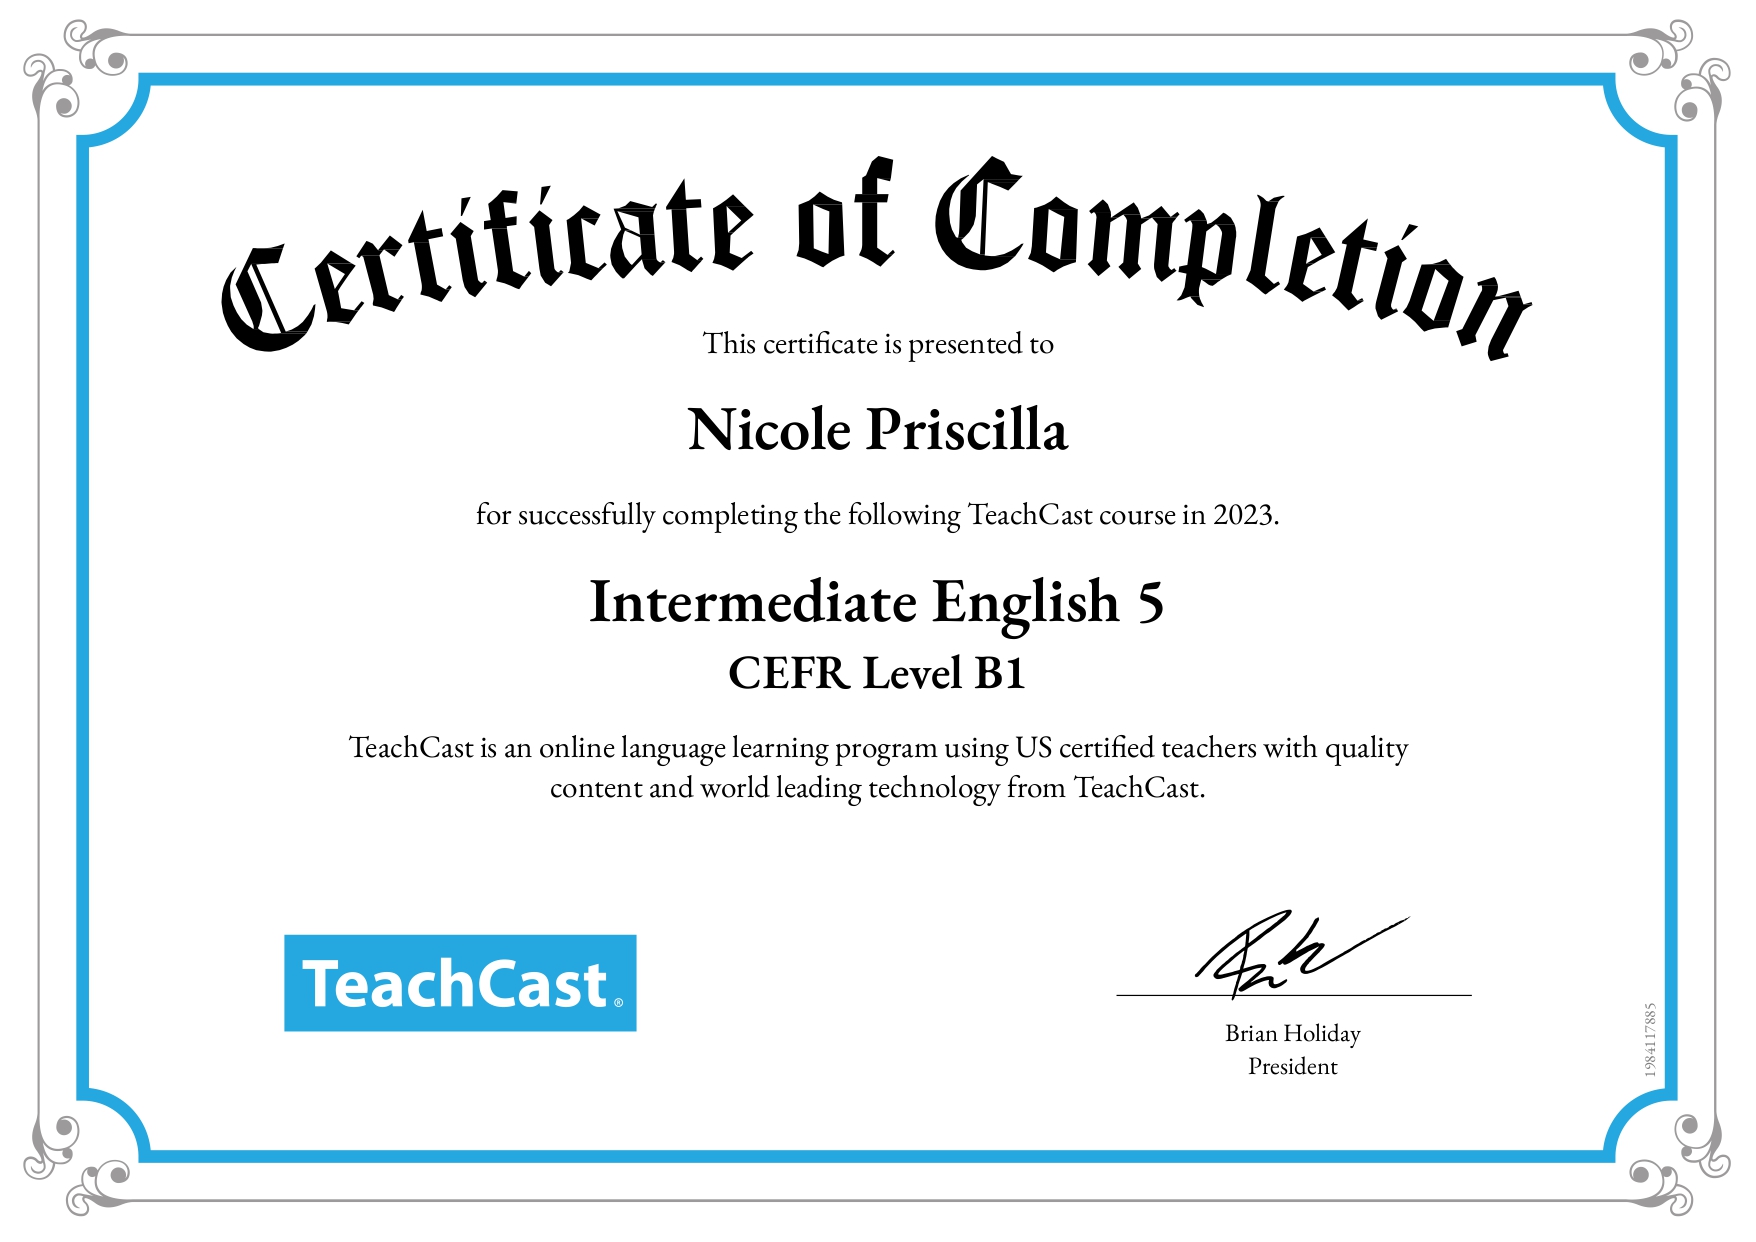 Certificate of Completion
This certificate is presented to
Nicole Priscilla
for successfully completing the following TeachCast course in 2023.
Intermediate English 5
CEFR Level B1
TeachCast is an online language learning program using US certified teachers with quality
content and world leading technology from TeachCast.
TeachCast®
Brian Holiday
President
1984117885